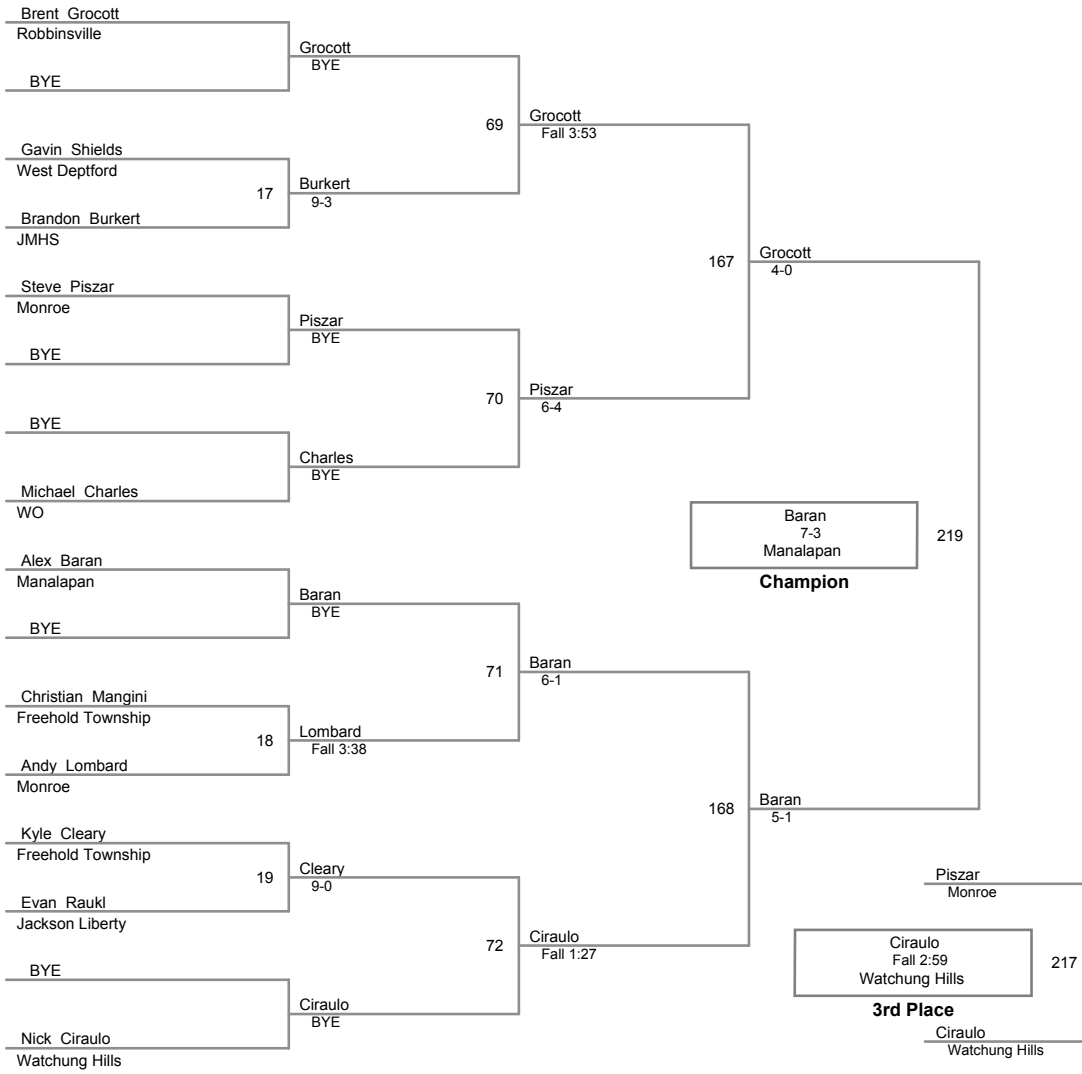 Brent Grocott
Robbinsville
BYE
Gavin Shields
West Deptford
17
Brandon Burkert
JMHS
Steve Piszar
Monroe
BYE
BYE
Michael Charles
WO
Alex Baran
Manalapan
BYE
Christian Mangini
Freehold Township
18
Andy Lombard
Monroe
Kyle Cleary
Freehold Township
19
Evan Raukl
Jackson Liberty
BYE
Nick Ciraulo
Watchung Hills
Grocott
BYE
69
Burkert
9-3
Piszar
BYE
70
Charles
BYE
Baran
BYE
71
Lombard
Fall 3:38
Cleary
9-0
72
Ciraulo
BYE
Grocott
Fall 3:53
167
Piszar
6-4
Baran
6-1
168
Ciraulo
Fall 1:27
Grocott
4-0
Baran
7-3
Manalapan
219
Champion
Baran
5-1
Piszar
Monroe
Ciraulo
Fall 2:59
Watchung Hills
217
3rd Place
Ciraulo
Watchung Hills